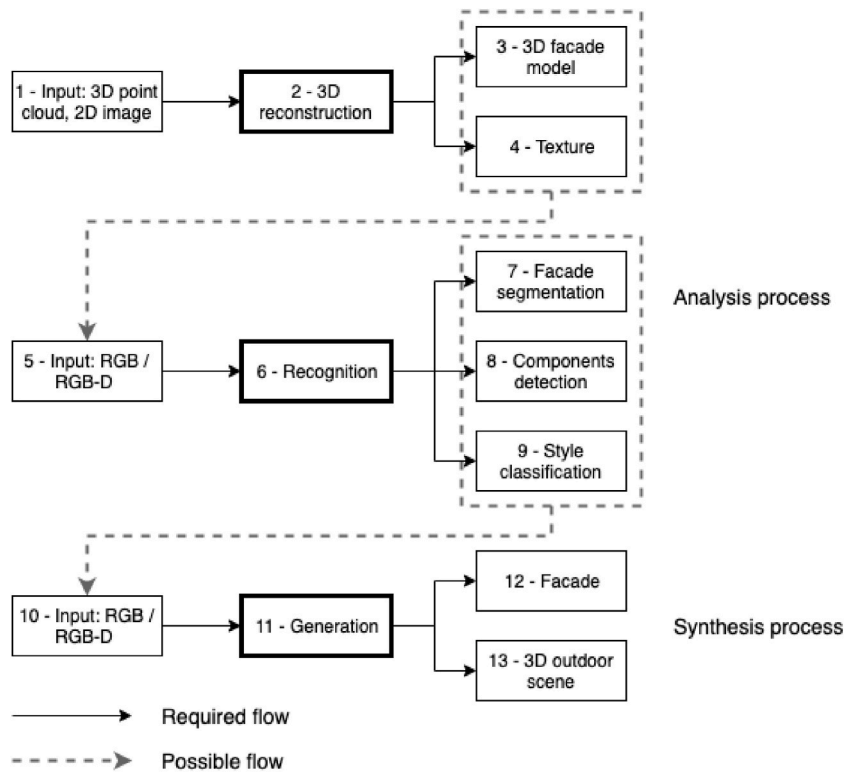 1 - Input: 3D point
cloud, 2D image
2 - 3D
reconstruction
3 - 3D facade
model
4 - Texture
5 - Input: RGB /
RGB-D
6 - Recognition
7 - Facade
segmentation
8 - Components
detection
9 - Style
classification
Analysis process
10 - Input: RGB /
RGB-D
11 - Generation
12 - Facade
13 - 3D outdoor
scene
Synthesis process
Required flow
Possible flow